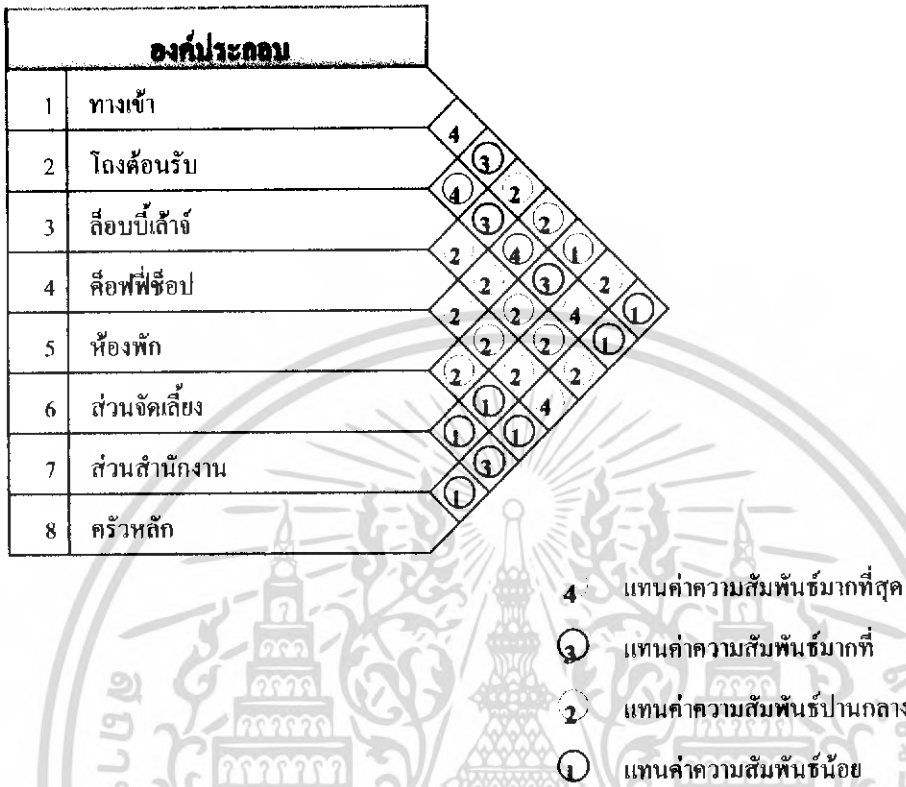 องค์ประกอบ
1 ทางเข้า
4
2 โถงต้อนรับ 3
4 2
3 ล็อบบี้เล้าจ์ 3 2
2 4 1
4 ค็อฟฟี่ช็อป 2 3 2
2 2 4 1
5 ห้องพัก 2 2 1
2 2 2
6 ส่วนจัดเลี้ยง 1 4
1 1
7 ส่วนสำนักงาน 3
1
8 ครัวหลัก
4 แทนค่าความสัมพันธ์มากที่สุด
3 แทนค่าความสัมพันธ์มากที่
2 แทนค่าความสัมพันธ์ปานกลาง
1 แทนค่าความสัมพันธ์น้อย